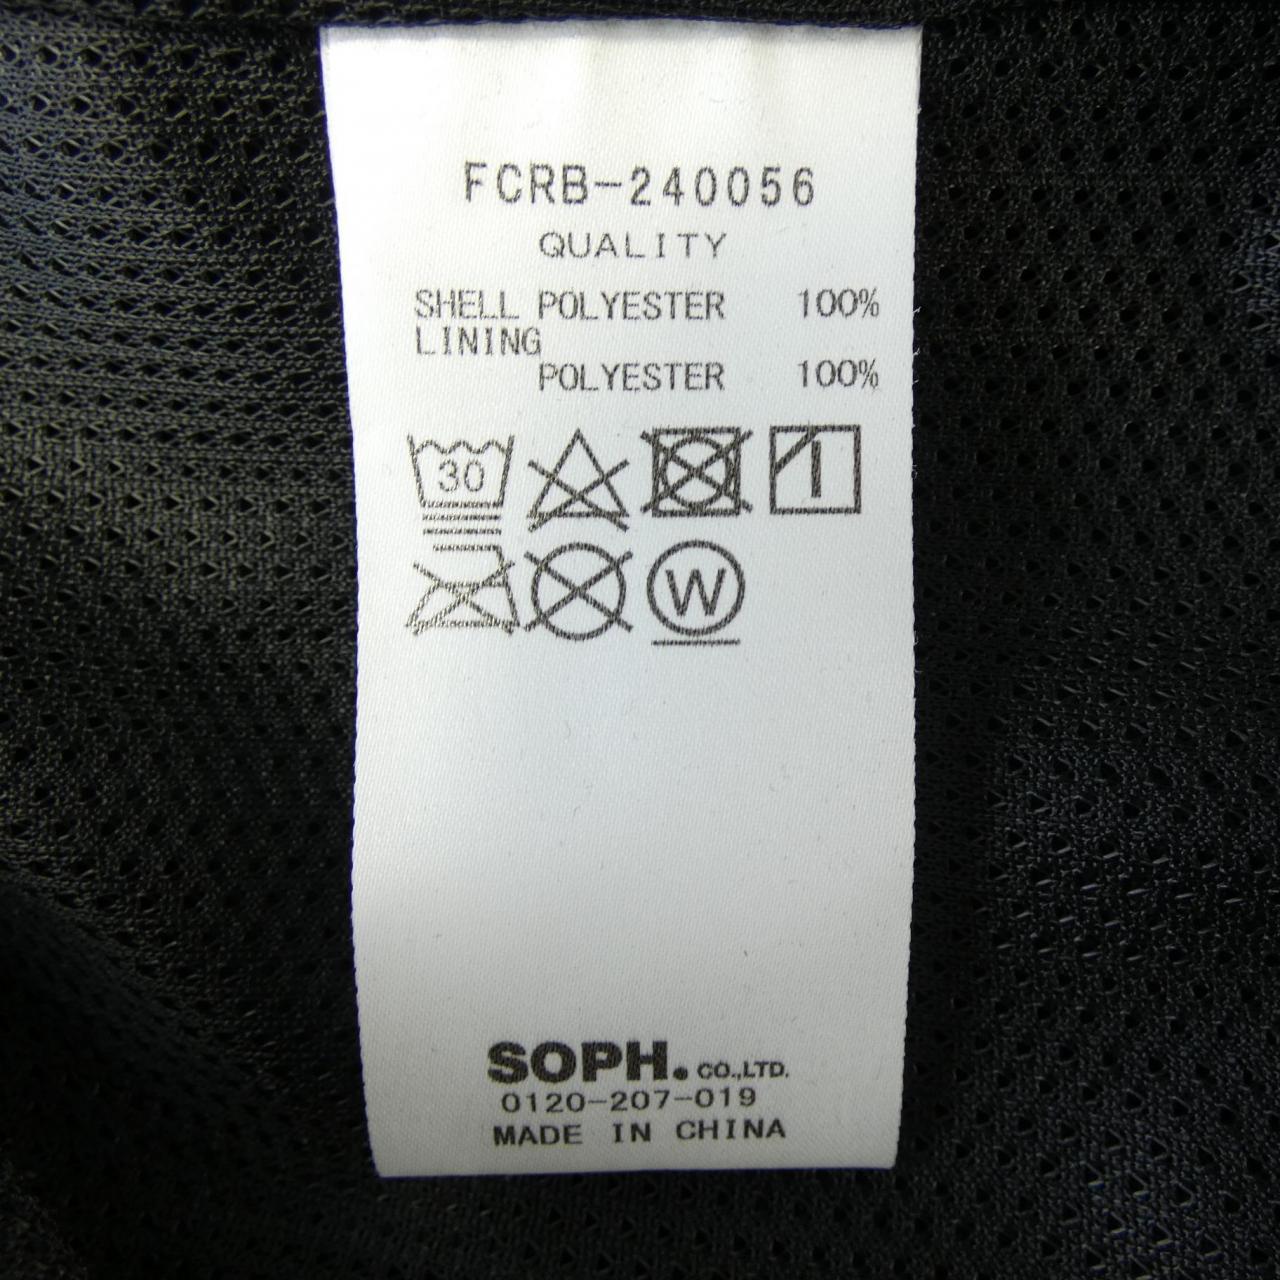 FCRB-240056
QUALITY
SHELL POLYESTER 100%
LINING
POLYESTER 100%
30
W
SOPH. CO.,LTD.
0120-207-019
MADE IN CHINA